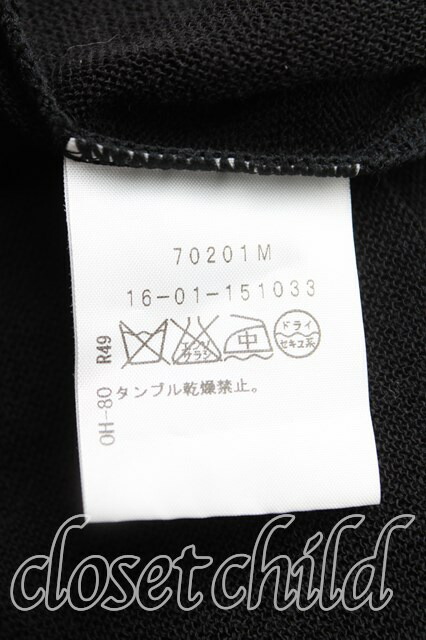 70201M
16-01-151033
エンソ
サラシ
中
ドライ
セキユ系
タンブル乾燥禁止。
OH-80 R49
closet child